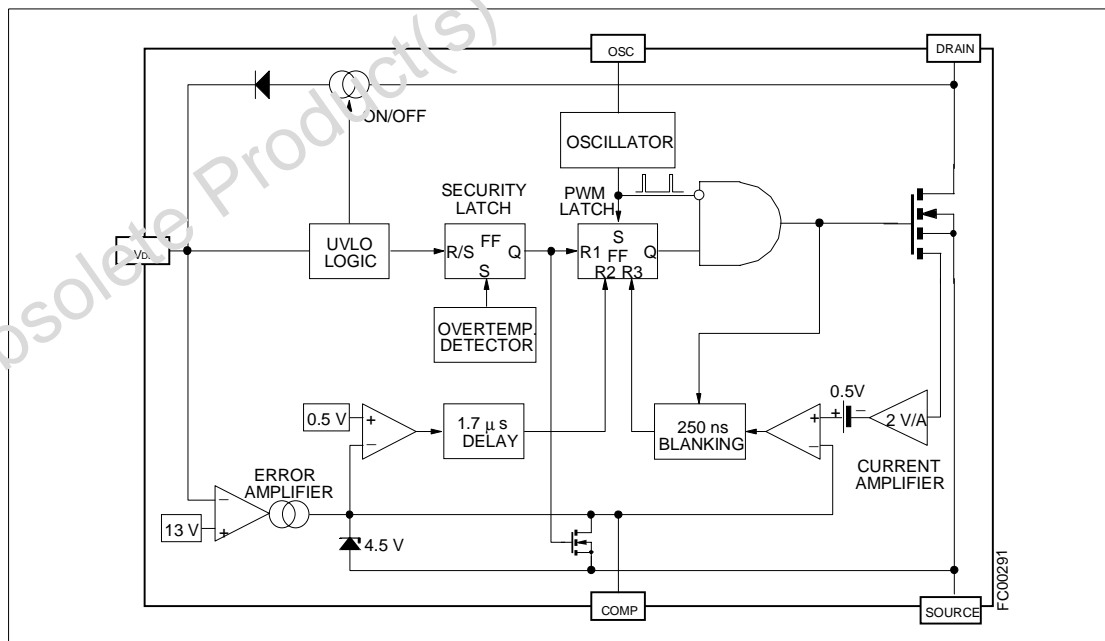 OSC
DRAIN
ON/OFF
OSCILLATOR
SECURITY
LATCH
PWM
LATCH
UVLO
LOGIC
R/S FF Q
S
S
R1 FF Q
R2 R3
OVERTEMP.
DETECTOR
0.5 V
+
−
1.7 μs
DELAY
250 ns
BLANKING
+
−
0.5V
+ −
2 V/A
CURRENT
AMPLIFIER
ERROR
AMPLIFIER
−
+
13 V
4.5 V
COMP
SOURCE
FC00291
Product(s)